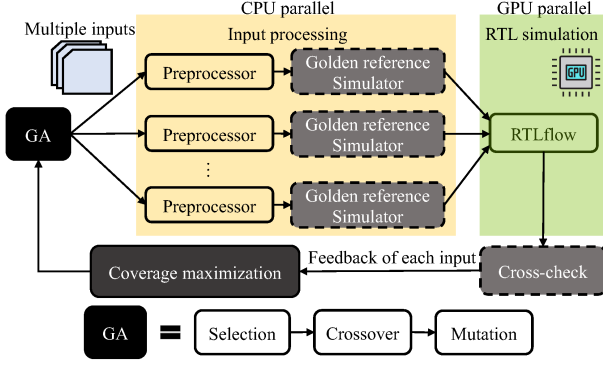 CPU parallel
GPU parallel
Multiple inputs
Input processing
RTL simulation
Preprocessor
Golden reference
Simulator
GPU
GA
Preprocessor
Golden reference
Simulator
RTLflow
⋮
Preprocessor
Golden reference
Simulator
Coverage maximization
Feedback of each input
Cross-check
GA
=
Selection
Crossover
Mutation